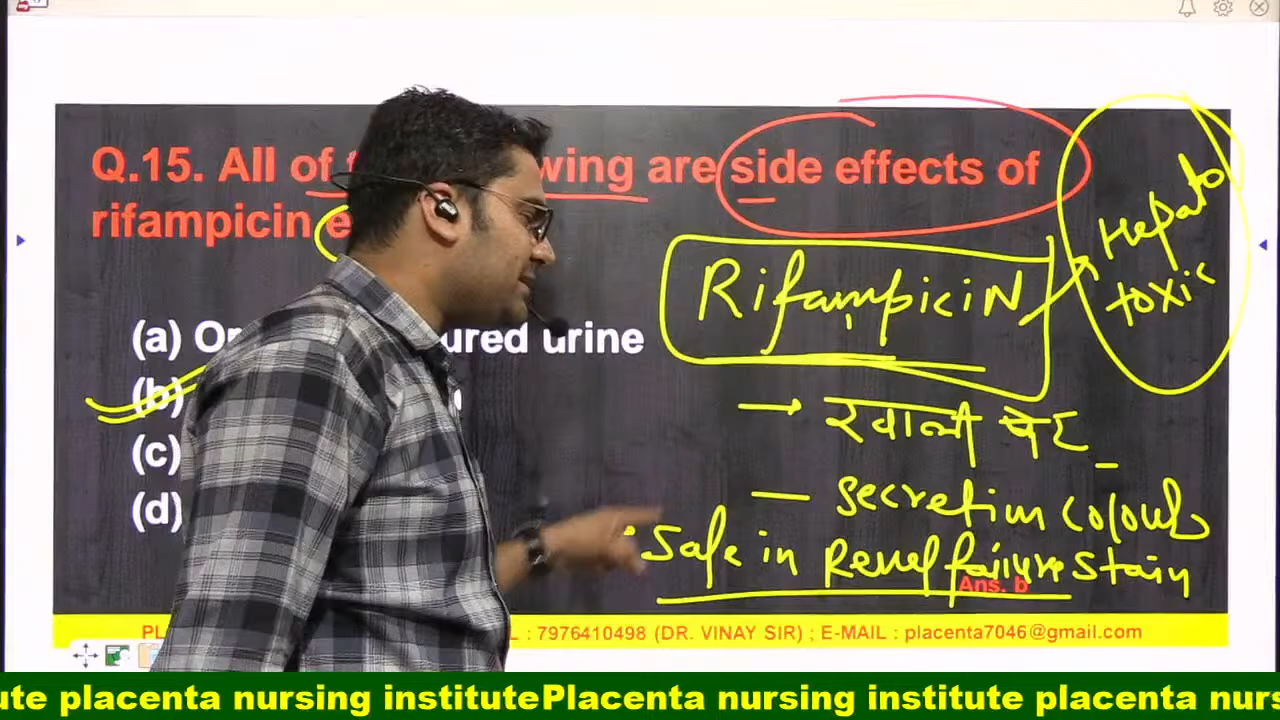 Q.15. All of wing are side effects of
rifampicin e
(a) Or ured urine
(b)
(c)
(d)
RifampiciN
Hepato
toxic
→ खाली पेट
– secretion colour
Stain
• Safe in Renel failure
Ans. b
PL L : 7976410498 (DR. VINAY SIR) ; E-MAIL : placenta7046@gmail.com
ute placenta nursing institutePlacenta nursing institute placenta nurs